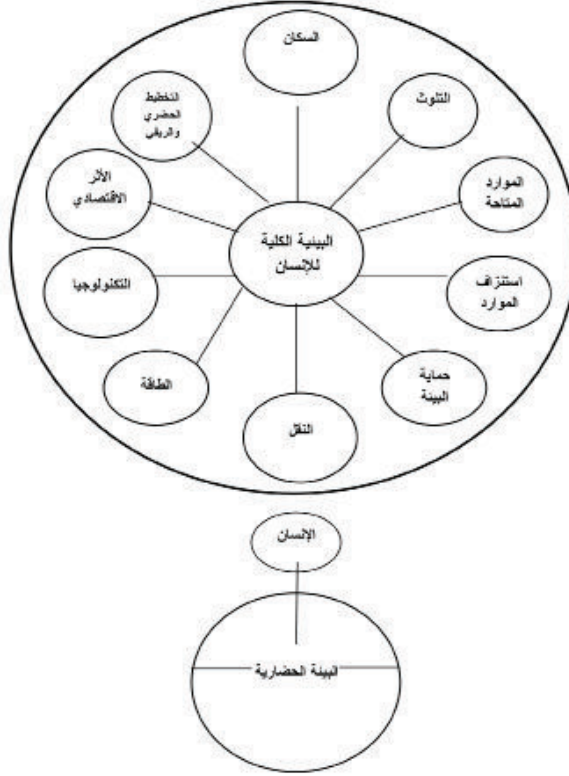 السكان
التلوث
التخطيط
الحضري
والريفي
الموارد
المتاحة
الأثر
الاقتصادي
البيئية الكلية
للإنسان
استنزاف
الموارد
التكنولوجيا
حماية
البيئة
الطاقة
النقل
الإنسان
البيئة الحضارية